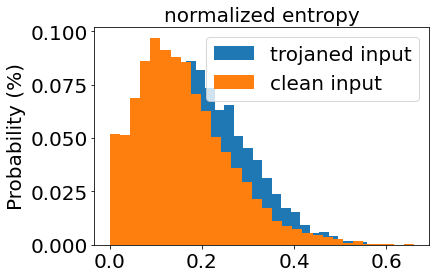 normalized entropy
Probability (%)
0.100
0.075
0.050
0.025
0.000
trojaned input
clean input
0.0 0.2 0.4 0.6